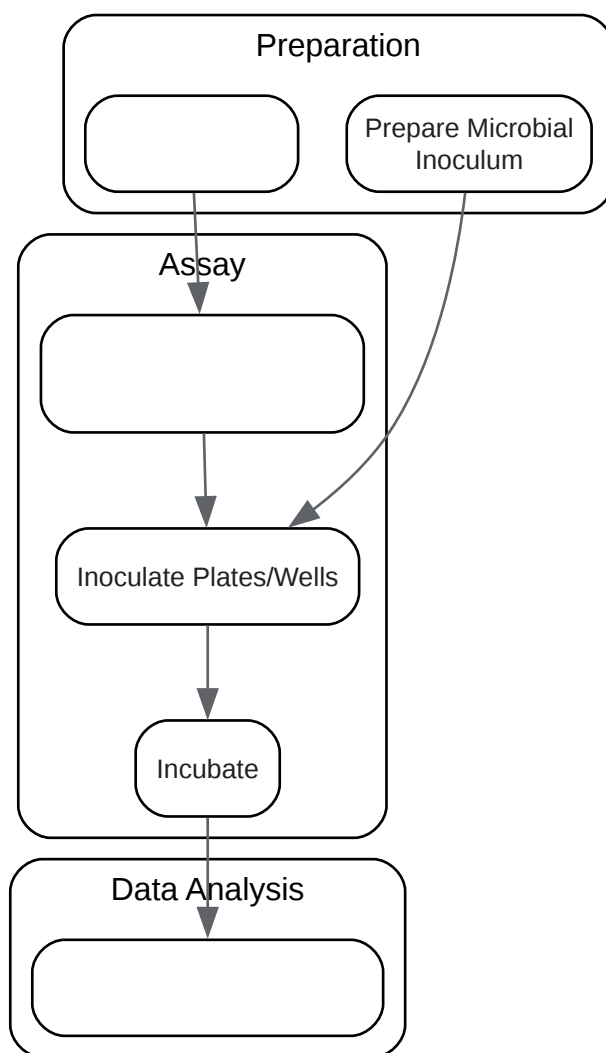 Preparation
Prepare Microbial
Inoculum
Assay
Inoculate Plates/Wells
Incubate
Data Analysis